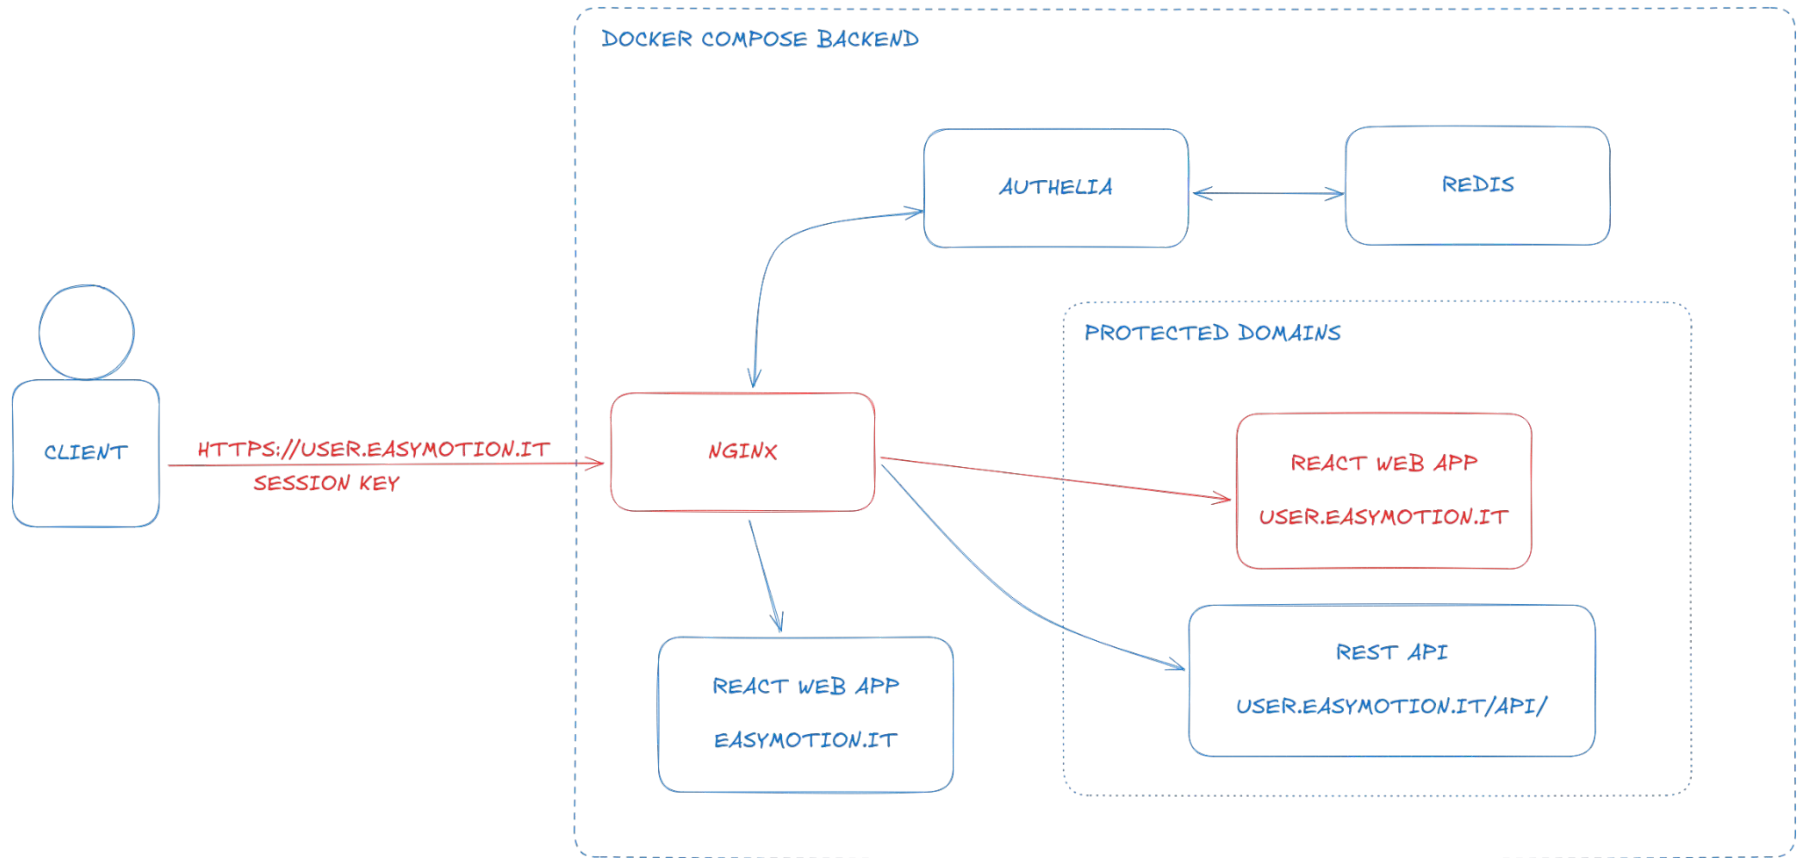 DOCKER COMPOSE BACKEND
AUTHELIA
REDIS
PROTECTED DOMAINS
CLIENT
HTTPS://USER.EASYMOTION.IT
SESSION KEY
NGINX
REACT WEB APP
USER.EASYMOTION.IT
REST API
USER.EASYMOTION.IT/API/
REACT WEB APP
EASYMOTION.IT